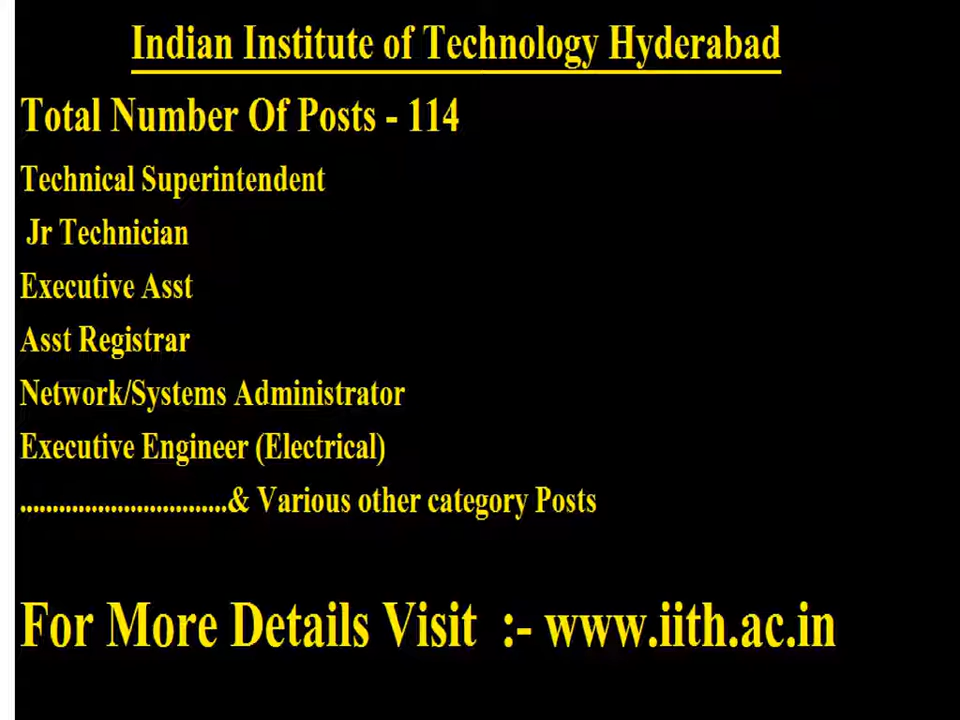 Indian Institute of Technology Hyderabad
Total Number Of Posts - 114
Technical Superintendent
Jr Technician
Executive Asst
Asst Registrar
Network/Systems Administrator
Executive Engineer (Electrical)
................................& Various other category Posts
For More Details Visit :- www.iith.ac.in